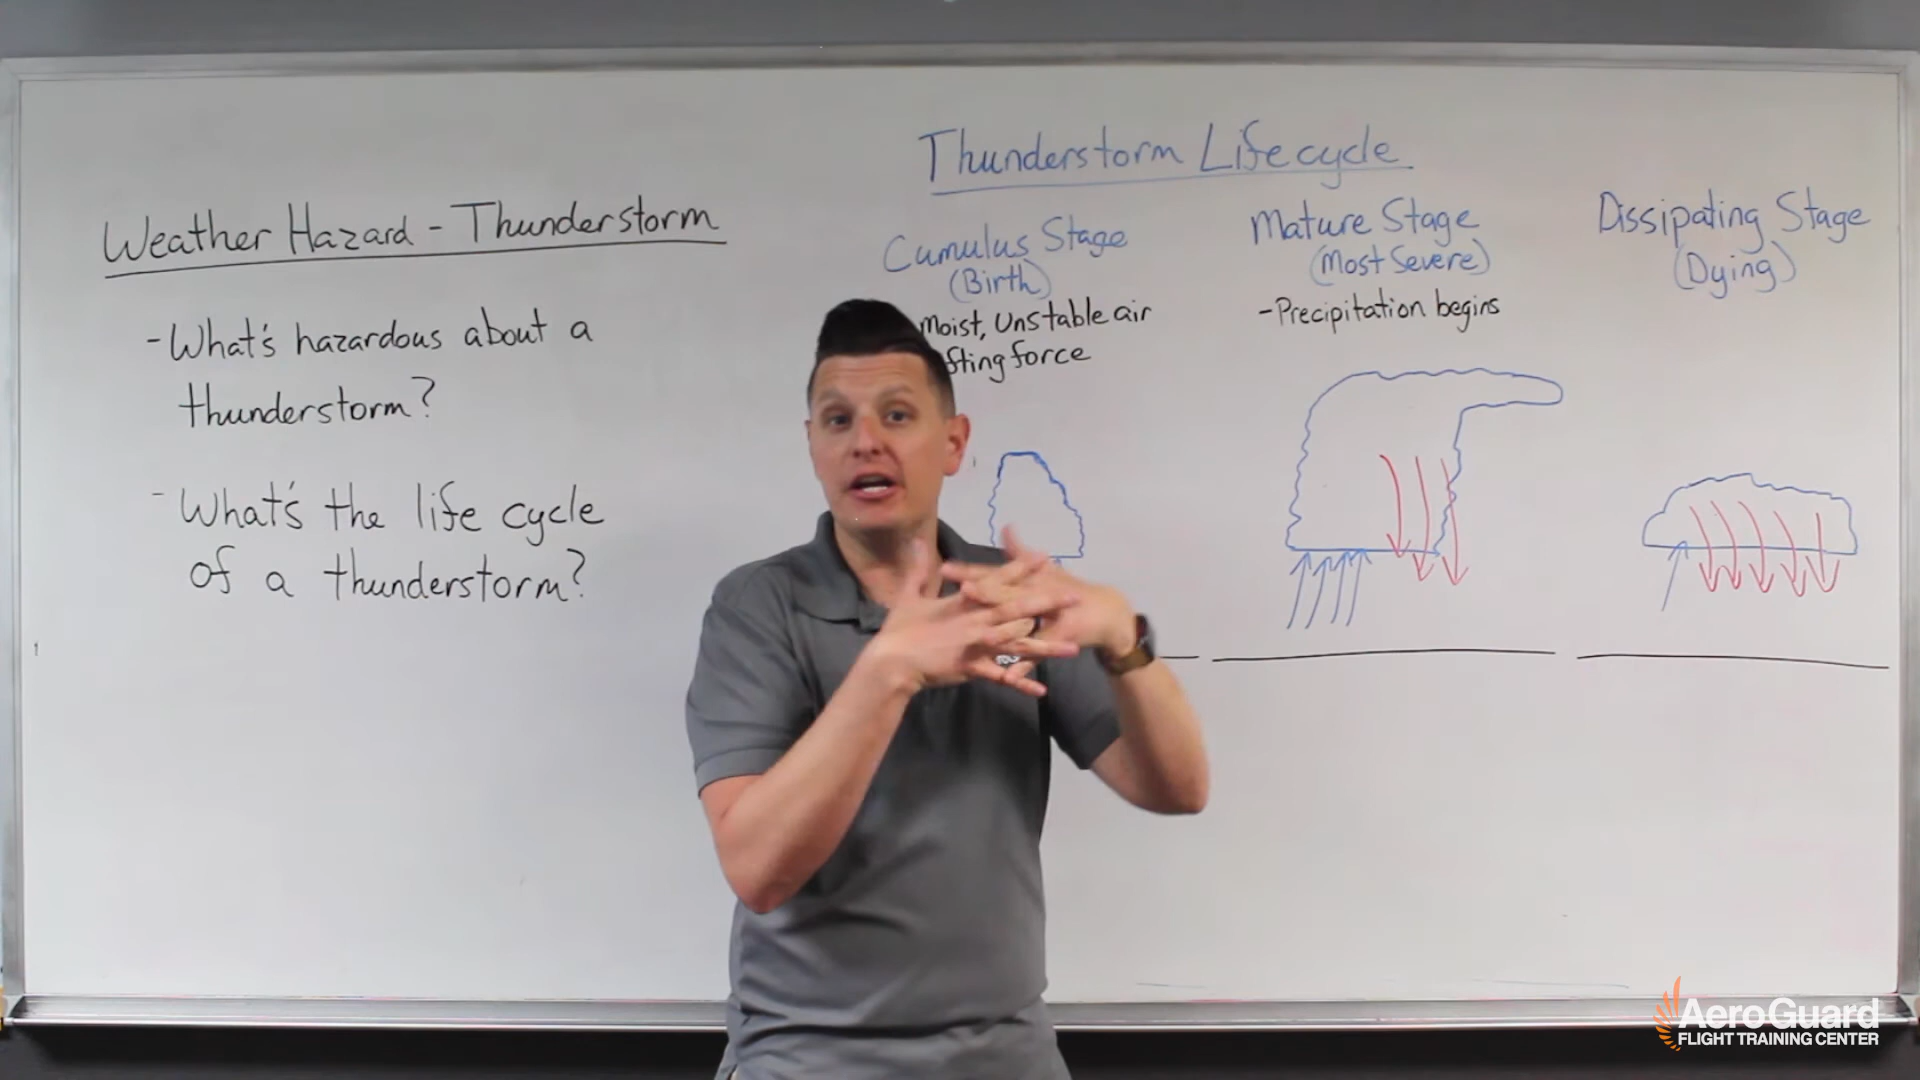 Thunderstorm Lifecycle
Weather Hazard - Thunderstorm
- What's hazardous about a
thunderstorm?
- What's the life cycle
of a thunderstorm?
Cumulus Stage
(Birth)
Moist, Unstable air
fting force
Mature Stage
(Most Severe)
- Precipitation begins
Dissipating Stage
(Dying)
AeroGuard
FLIGHT TRAINING CENTER